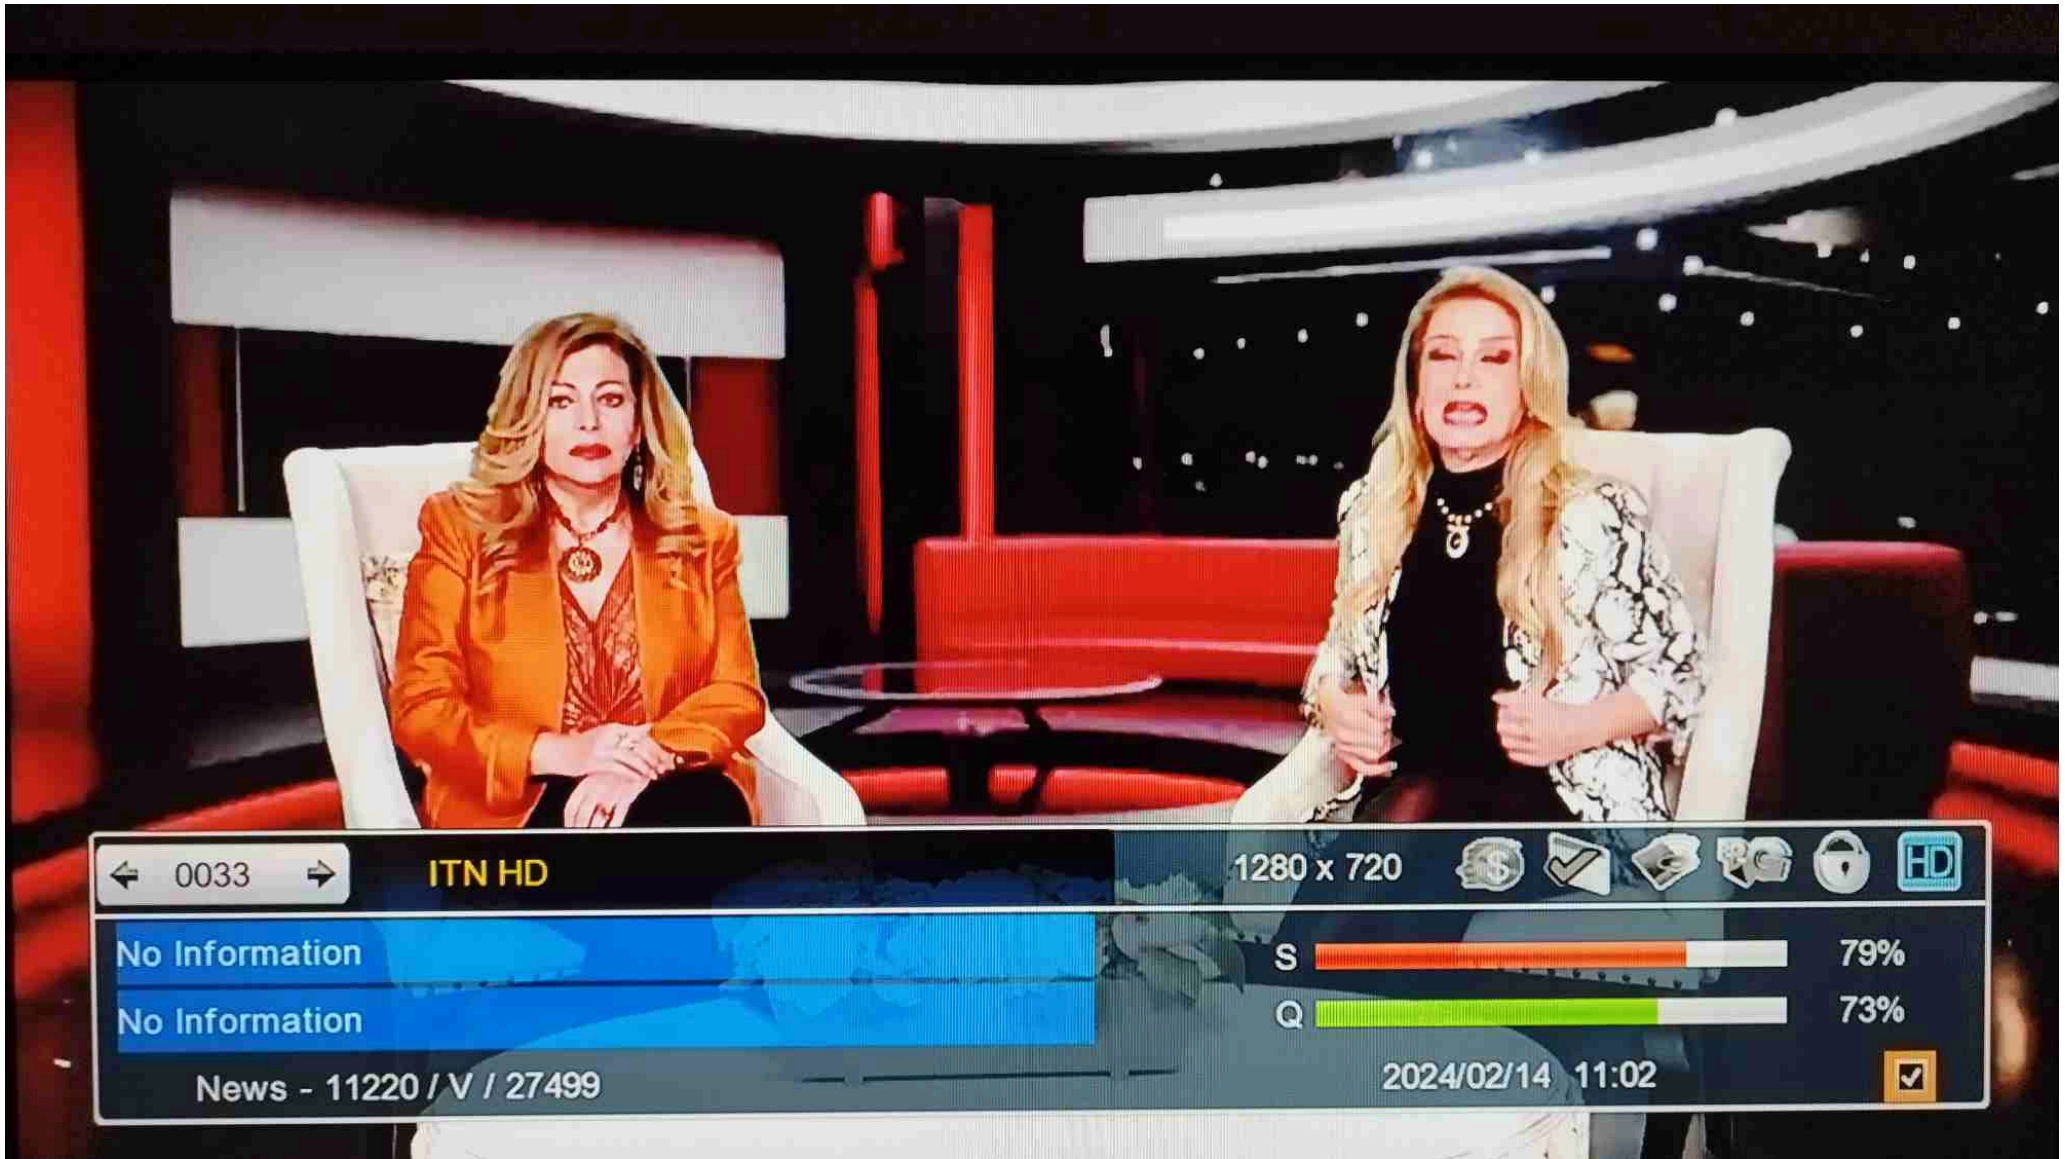 0033
ITN HD
1280 x 720
HD
No Information
S 79%
No Information
Q 73%
News - 11220 / V / 27499
2024/02/14 11:02